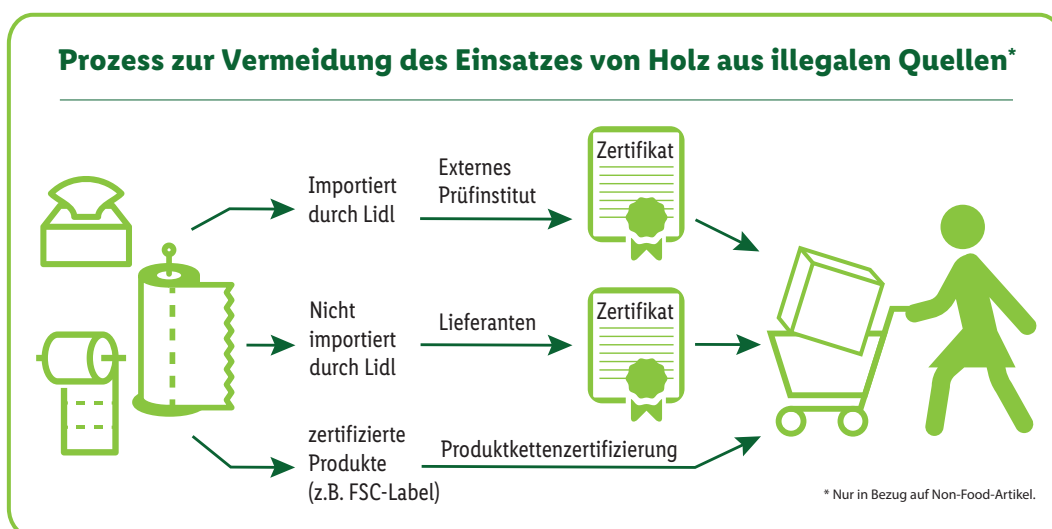 Prozess zur Vermeidung des Einsatzes von Holz aus illegalen Quellen*
Importiert
durch Lidl
Externes
Prüfinstitut
Zertifikat
Nicht
importiert
durch Lidl
Lieferanten
Zertifikat
zertifizierte
Produkte
(z.B. FSC-Label)
Produktkettenzertifizierung
* Nur in Bezug auf Non-Food-Artikel.